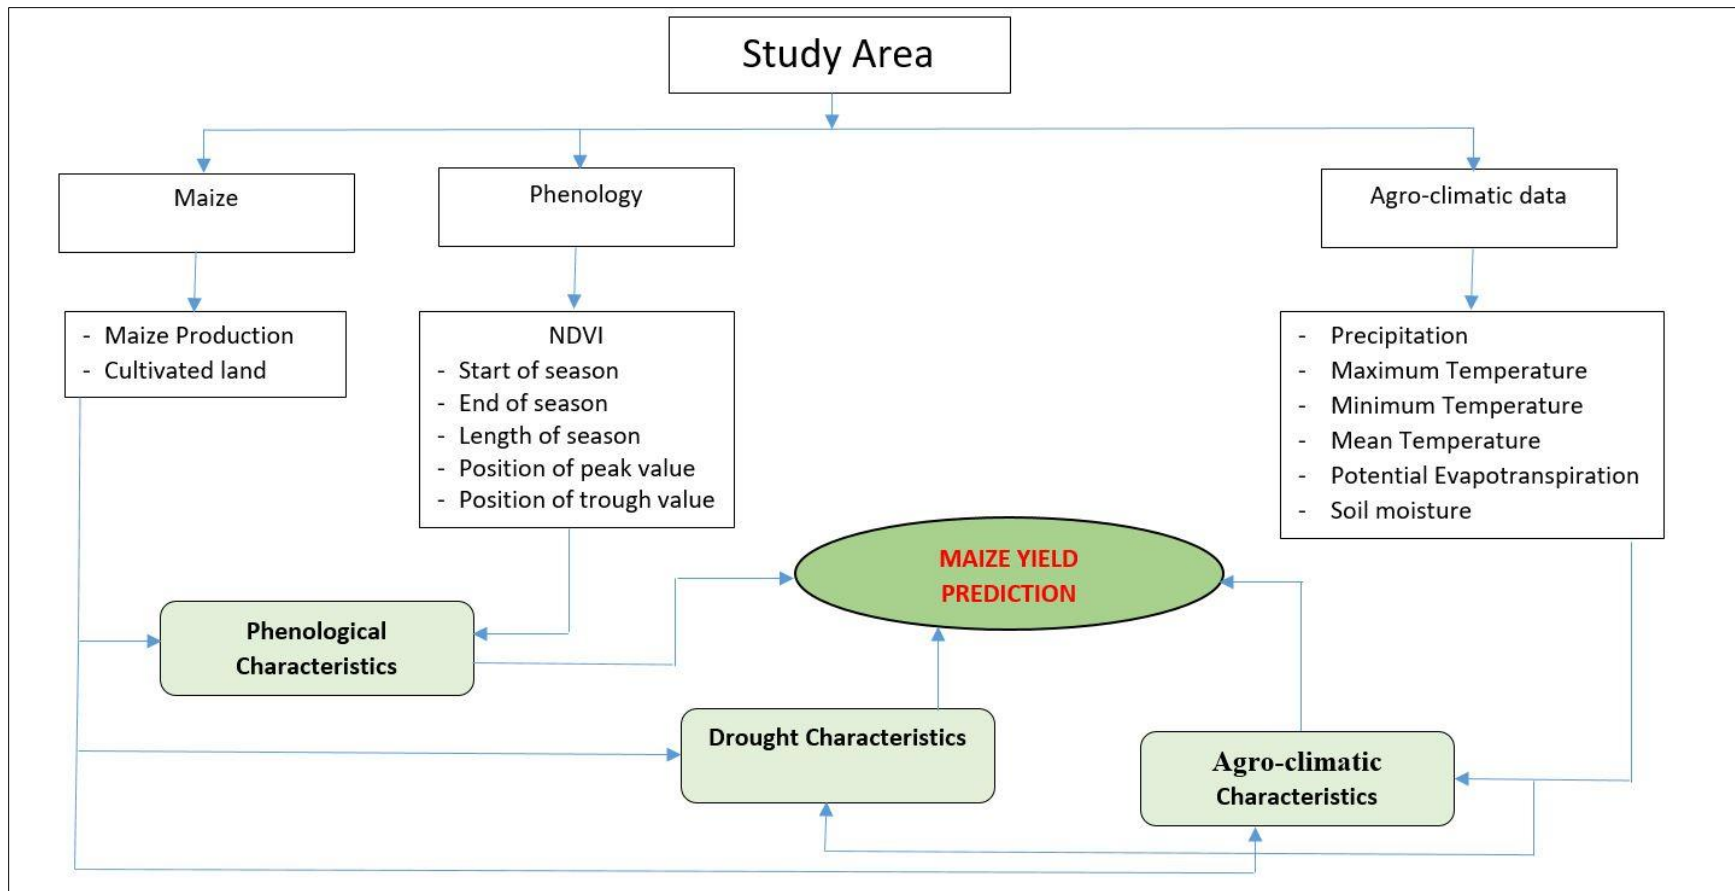 Study Area
Maize
Phenology
Agro-climatic data
- Maize Production
- Cultivated land
NDVI
- Start of season
- End of season
- Length of season
- Position of peak value
- Position of trough value
- Precipitation
- Maximum Temperature
- Minimum Temperature
- Mean Temperature
- Potential Evapotranspiration
- Soil moisture
MAIZE YIELD
PREDICTION
Phenological
Characteristics
Drought Characteristics
Agro-climatic
Characteristics